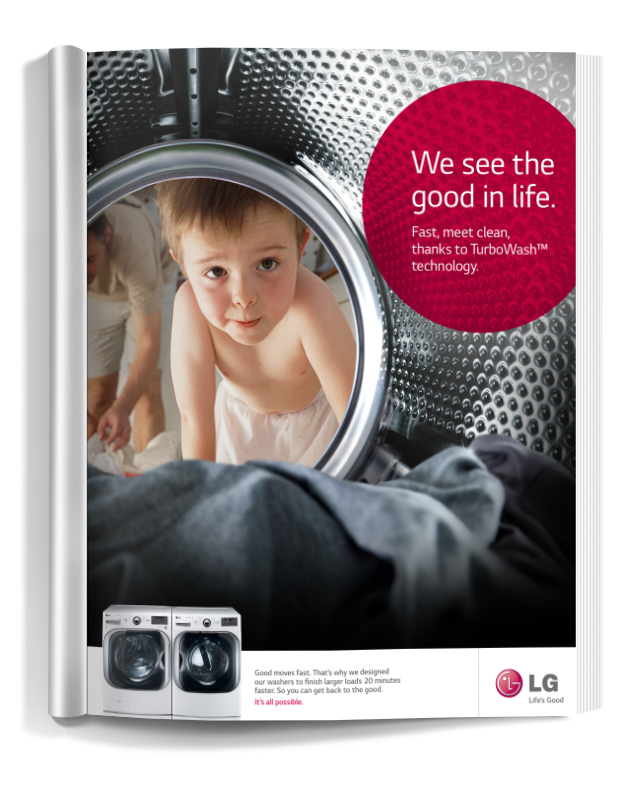 We see the
good in life.
Fast, meet clean,
thanks to TurboWash™
technology.
Good moves fast. That's why we designed
our washers to finish larger loads 20 minutes
faster. So you can get back to the good.
It's all possible.
LG
Life's Good